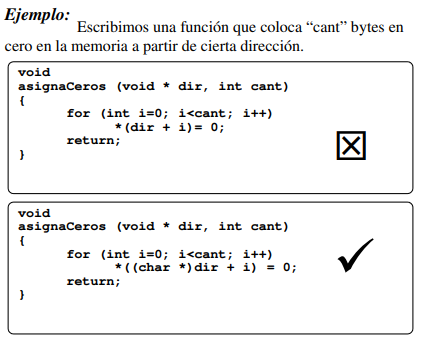 Ejemplo:
Escribimos una función que coloca “cant” bytes en
cero en la memoria a partir de cierta dirección.
void
asignaCeros (void * dir, int cant)
{
for (int i=0; i<cant; i++)
*(dir + i)= 0;
return;
}
void
asignaCeros (void * dir, int cant)
{
for (int i=0; i<cant; i++)
*((char *)dir + i) = 0;
return;
}